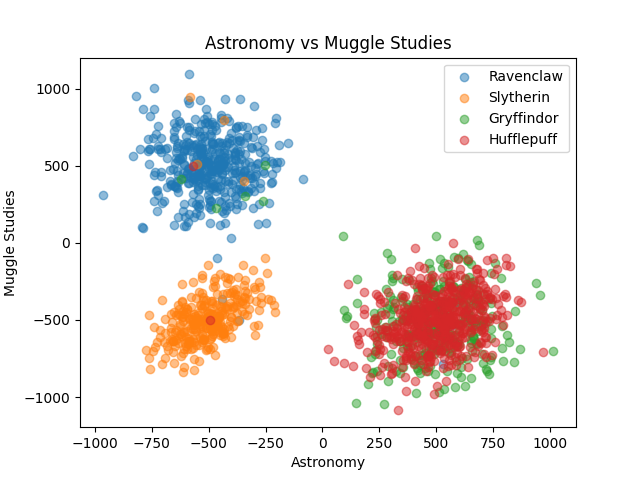 Astronomy vs Muggle Studies
Ravenclaw
Slytherin
Gryffindor
Hufflepuff
1000
500
0
−500
−1000
Muggle Studies
−1000 −750 −500 −250 0 250 500 750 1000
Astronomy